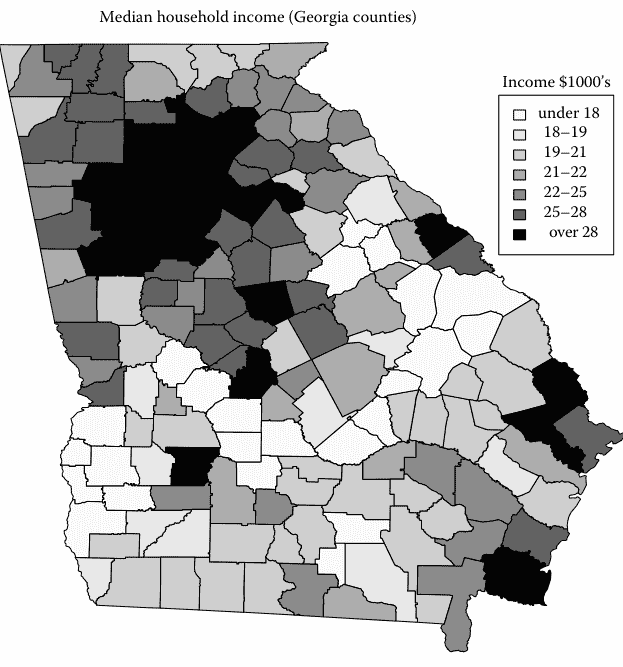 Median household income (Georgia counties)
Income $1000's
under 18
18–19
19–21
21–22
22–25
25–28
over 28